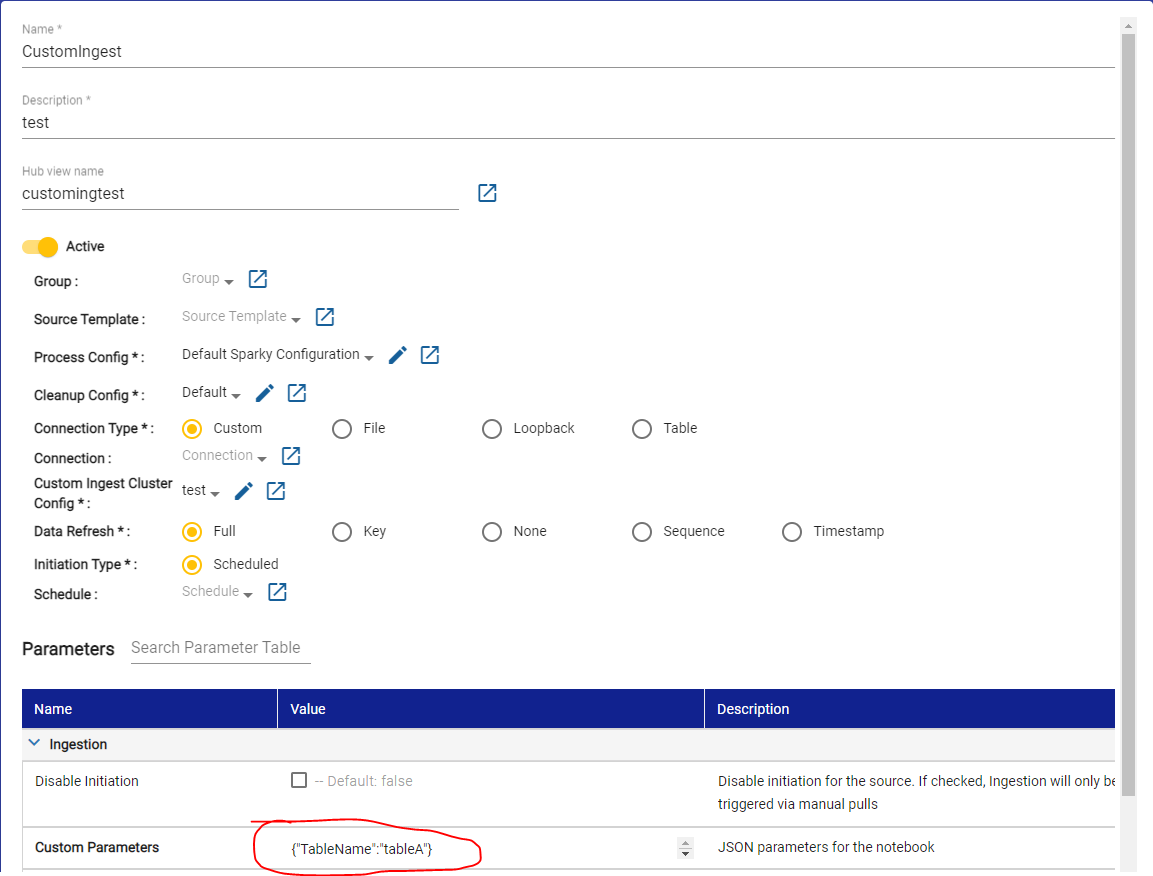 Name *
CustomIngest
Description *
test
Hub view name
customingtest
Active
Group : Group
Source Template : Source Template
Process Config * : Default Sparky Configuration
Cleanup Config * : Default
Connection Type * : Custom File Loopback Table
Connection : Connection
Custom Ingest Cluster
Config * : test
Data Refresh * : Full Key None Sequence Timestamp
Initiation Type * : Scheduled
Schedule : Schedule
Parameters Search Parameter Table
Name Value Description
Ingestion
Disable Initiation -- Default: false Disable initiation for the source. If checked, Ingestion will only be
triggered via manual pulls
Custom Parameters {"TableName":"tableA"} JSON parameters for the notebook